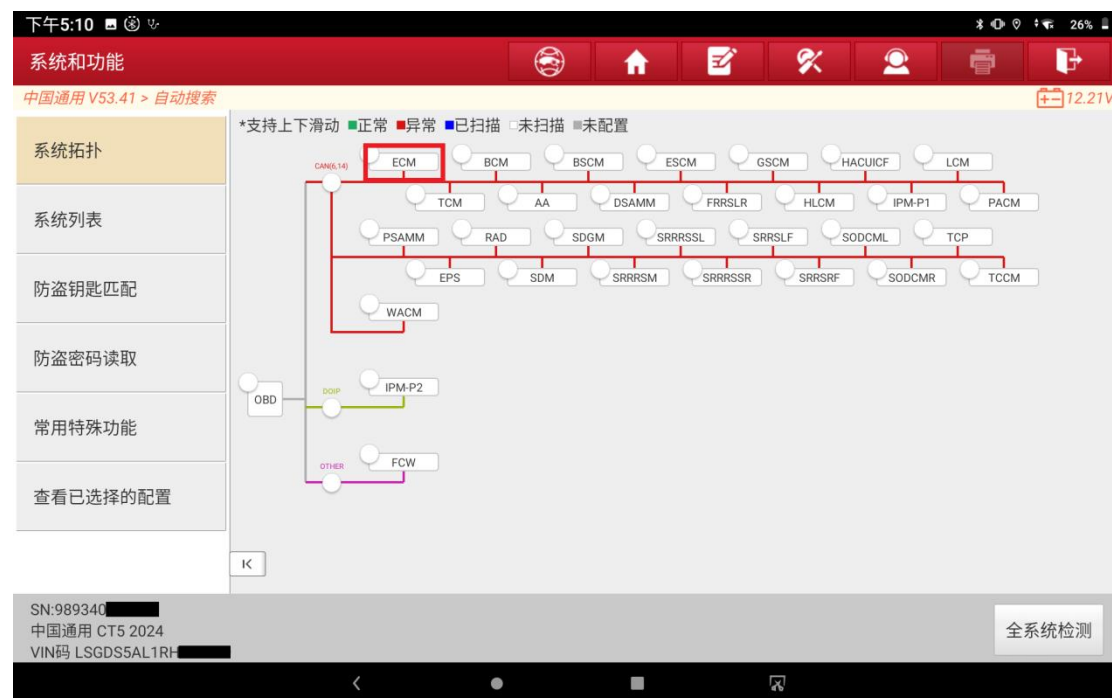 下午5:10
26%
系统和功能
中国通用 V53.41 > 自动搜索
12.21V
系统拓扑
系统列表
防盗钥匙匹配
防盗密码读取
常用特殊功能
查看已选择的配置
*支持上下滑动 正常 异常 已扫描 未扫描 未配置
CAN(6,14)
ECM BCM BSCM ESCM GSCM HACUICF LCM
TCM AA DSAMM FRRSLR HLCM IPM-P1 PACM
PSAMM RAD SDGM SRRRSSL SRRSLF SODCML TCP
EPS SDM SRRRSM SRRRSSR SRRSRF SODCMR TCCM
WACM
OBD
DOIP
IPM-P2
OTHER
FCW
SN:989340
中国通用 CT5 2024
VIN码 LSGDS5AL1RH
全系统检测